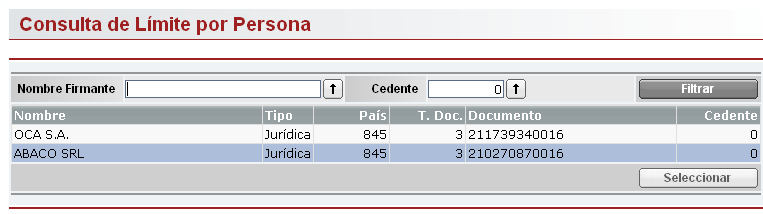 Consulta de Límite por Persona
Nombre Firmante Cedente 0 Filtrar
Nombre Tipo País T. Doc. Documento Cedente
OCA S.A. Jurídica 845 3 211739340016 0
ABACO SRL Jurídica 845 3 210270870016 0
Seleccionar